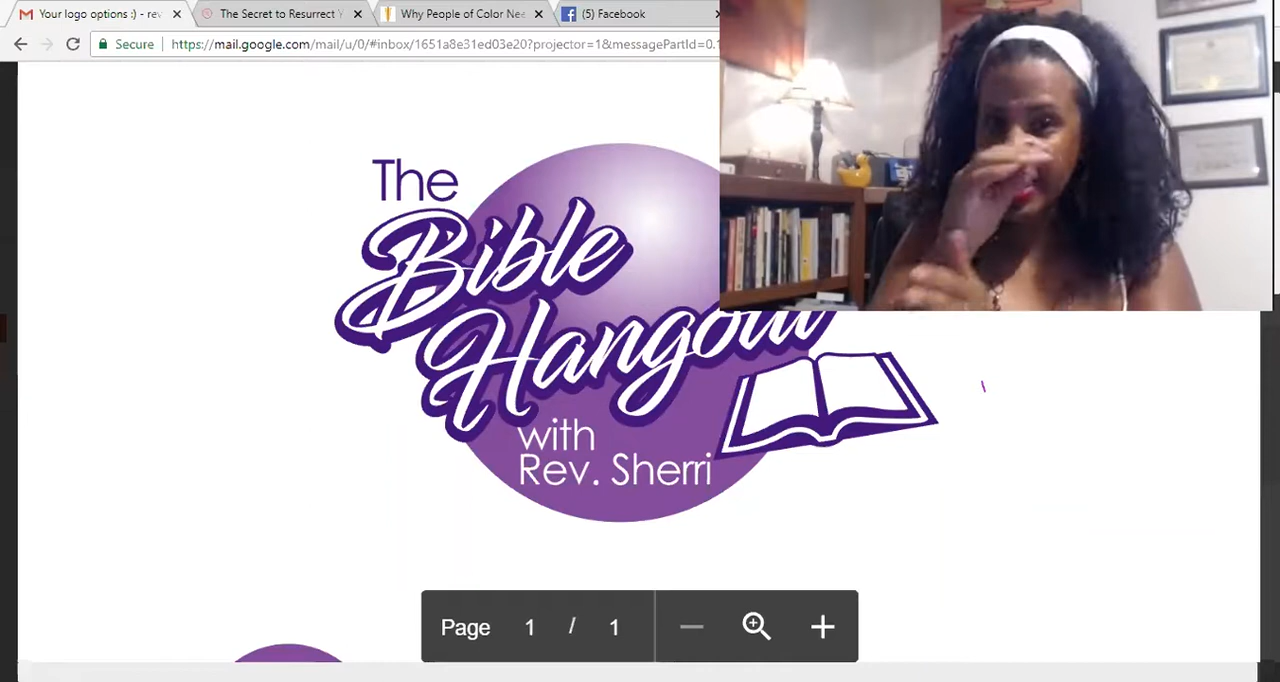 Your logo options :) - rev
The Secret to Resurrect Y
Why People of Color Nee
(5) Facebook
Secure
https://mail.google.com/mail/u/0/#inbox/1651a8e31ed03e20?projector=1&messagePartId=0.1
The
Bible
Hangout
with
Rev. Sherri
Page 1 / 1